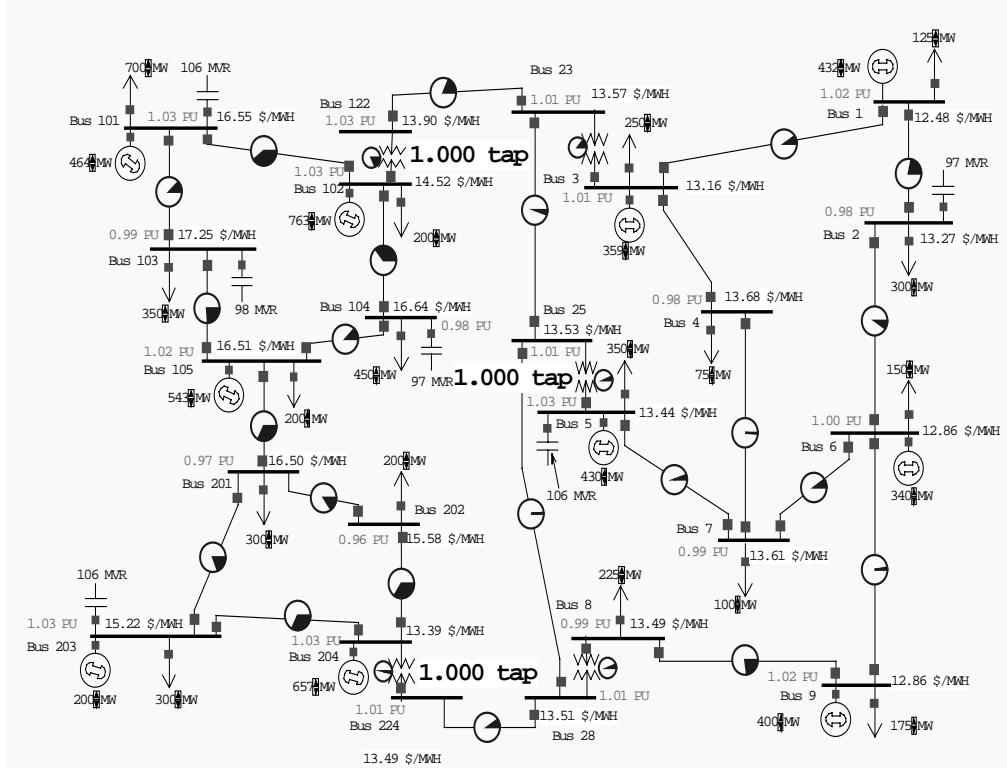 125 MW
700 MW
106 MVR
Bus 23
432 MW
1.02 PU
Bus 122
1.01 PU
13.57 $/MWH
1.03 PU
16.55 $/MWH
1.03 PU
13.90 $/MWH
Bus 1
12.48 $/MWH
Bus 101
250 MW
1.000 tap
464 MW
97 MVR
1.03 PU
Bus 102
14.52 $/MWH
Bus 3
13.16 $/MWH
1.01 PU
763 MW
200 MW
0.98 PU
Bus 2
13.27 $/MWH
0.99 PU
17.25 $/MWH
Bus 103
359 MW
300 MW
350 MW
98 MVR
Bus 104
16.64 $/MWH
Bus 25
0.98 PU
13.68 $/MWH
0.98 PU
Bus 4
13.53 $/MWH
1.02 PU
16.51 $/MWH
1.01 PU
350 MW
Bus 105
450 MW
97 MVR
1.000 tap
75 MW
150 MW
543 MW
200 MW
1.03 PU
13.44 $/MWH
Bus 5
1.00 PU
12.86 $/MWH
Bus 6
0.97 PU
16.50 $/MWH
200 MW
Bus 201
430 MW
340 MW
106 MVR
Bus 202
Bus 7
300 MW
0.96 PU
15.58 $/MWH
0.99 PU
13.61 $/MWH
106 MVR
225 MW
100 MW
Bus 8
1.03 PU
15.22 $/MWH
13.39 $/MWH
0.99 PU
13.49 $/MWH
Bus 203
1.03 PU
Bus 204
1.000 tap
1.02 PU
12.86 $/MWH
200 MW
300 MW
657 MW
1.01 PU
1.01 PU
Bus 9
Bus 224
13.51 $/MWH
400 MW
175 MW
Bus 28
13.49 $/MWH